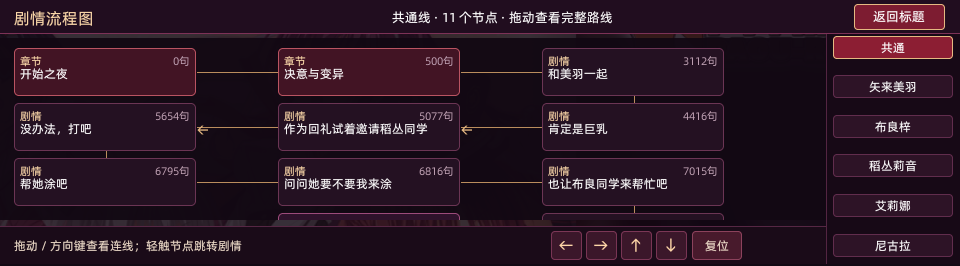 剧情流程图
共通线 · 11 个节点 · 拖动查看完整路线
返回标题
章节 0句
开始之夜
章节 500句
决意与变异
剧情 3112句
和美羽一起
剧情 5654句
没办法，打吧
剧情 5077句
作为回礼试着邀请稻丛同学
剧情 4416句
肯定是巨乳
剧情 6795句
帮她涂吧
剧情 6816句
问问她要不要我来涂
剧情 7015句
也让布良同学来帮忙吧
共通
矢来美羽
布良梓
稻丛莉音
艾莉娜
尼古拉
拖动 / 方向键查看连线；轻触节点跳转剧情
← → ↑ ↓ 复位